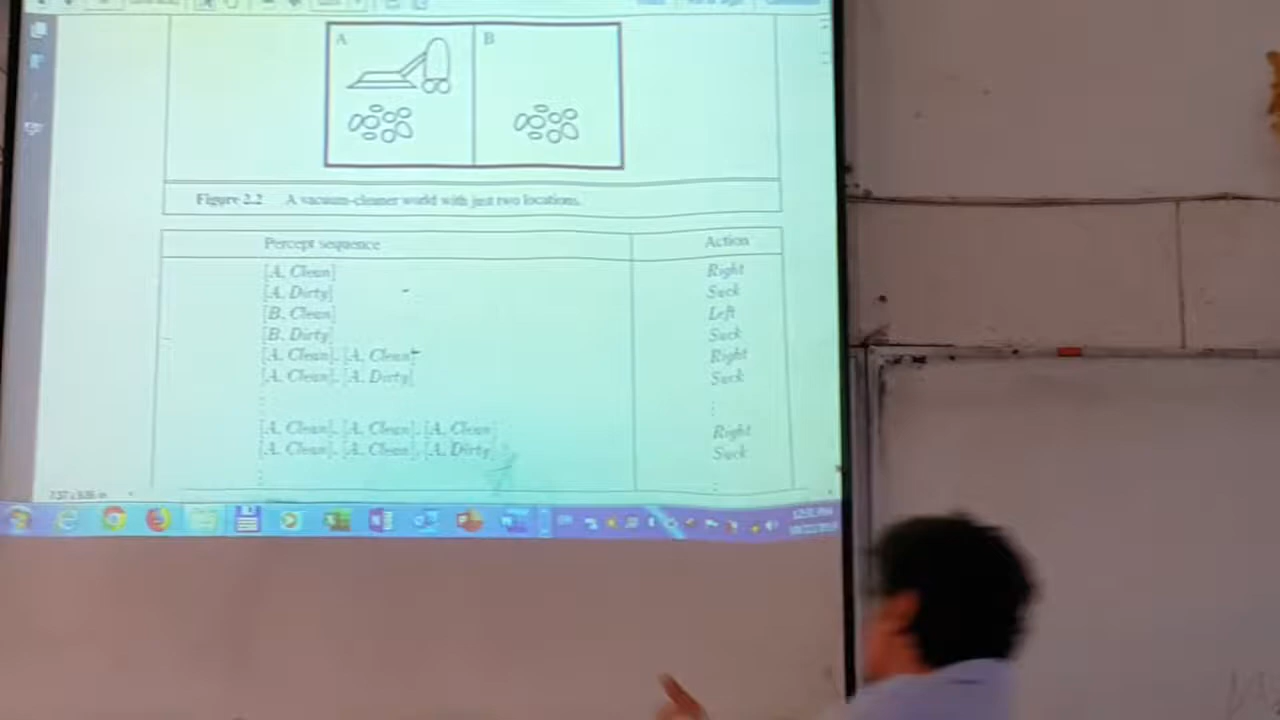 A B
Figure 2.2 A vacuum-cleaner world with just two locations.
Percept sequence Action
[A, Clean] Right
[A, Dirty] Suck
[B, Clean] Left
[B, Dirty] Suck
[A, Clean], [A, Clean] Right
[A, Clean], [A, Dirty] Suck
[A, Clean], [A, Clean], [A, Clean] Right
[A, Clean], [A, Clean], [A, Dirty] Suck